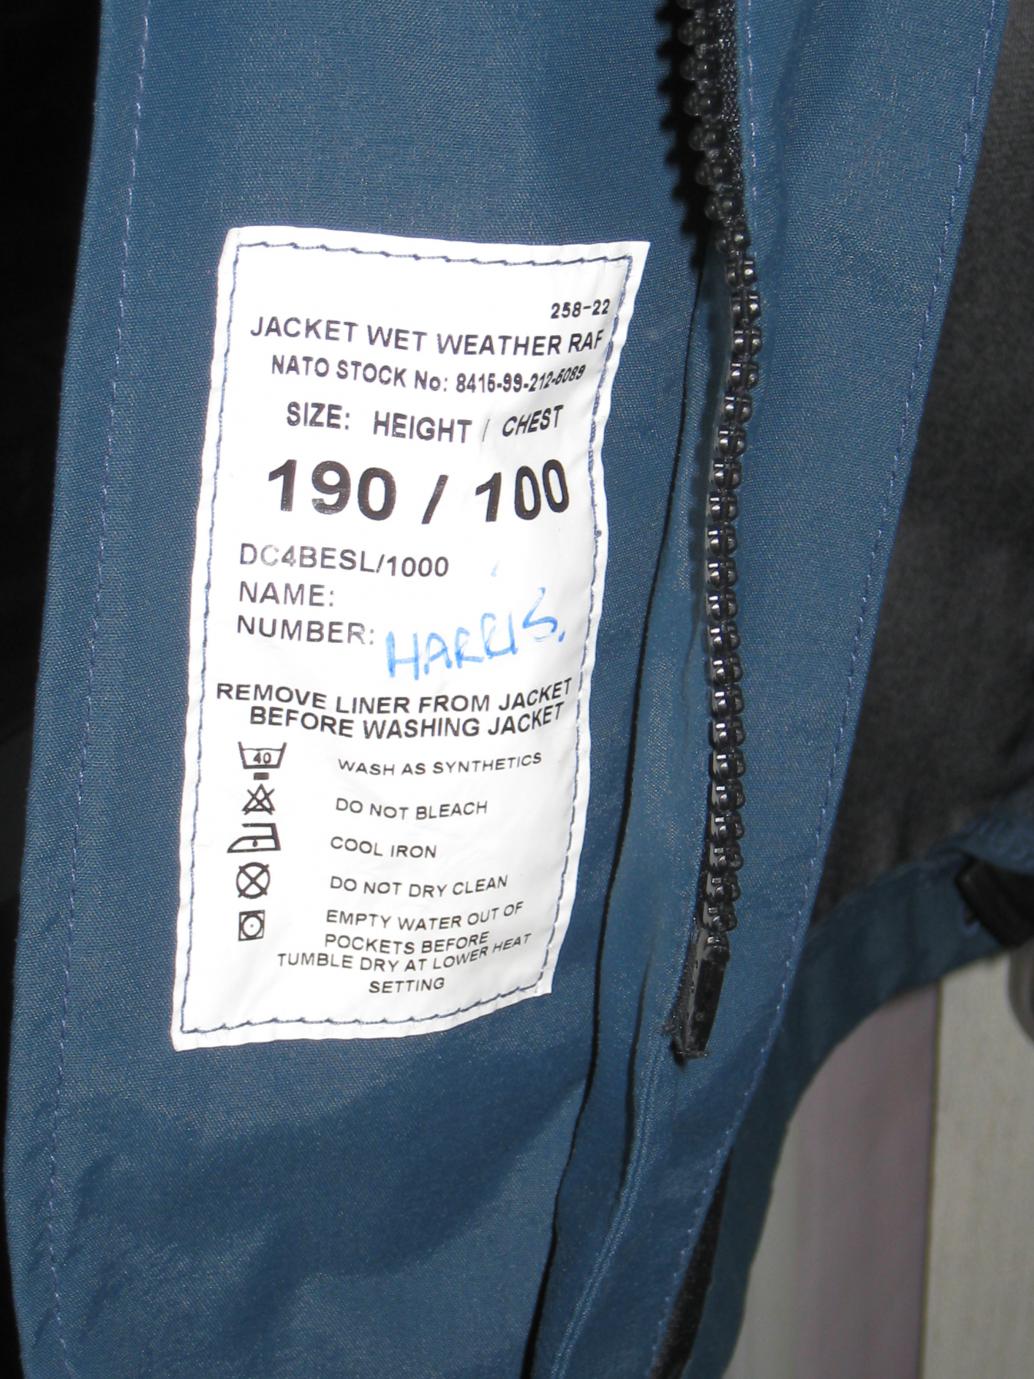 258-22
JACKET WET WEATHER RAF
NATO STOCK No: 8415-99-212-5089
SIZE: HEIGHT / CHEST
190 / 100
DC4BESL/1000
NAME:
NUMBER: HARRIS.
REMOVE LINER FROM JACKET
BEFORE WASHING JACKET
40 WASH AS SYNTHETICS
DO NOT BLEACH
COOL IRON
DO NOT DRY CLEAN
EMPTY WATER OUT OF
POCKETS BEFORE
TUMBLE DRY AT LOWER HEAT
SETTING